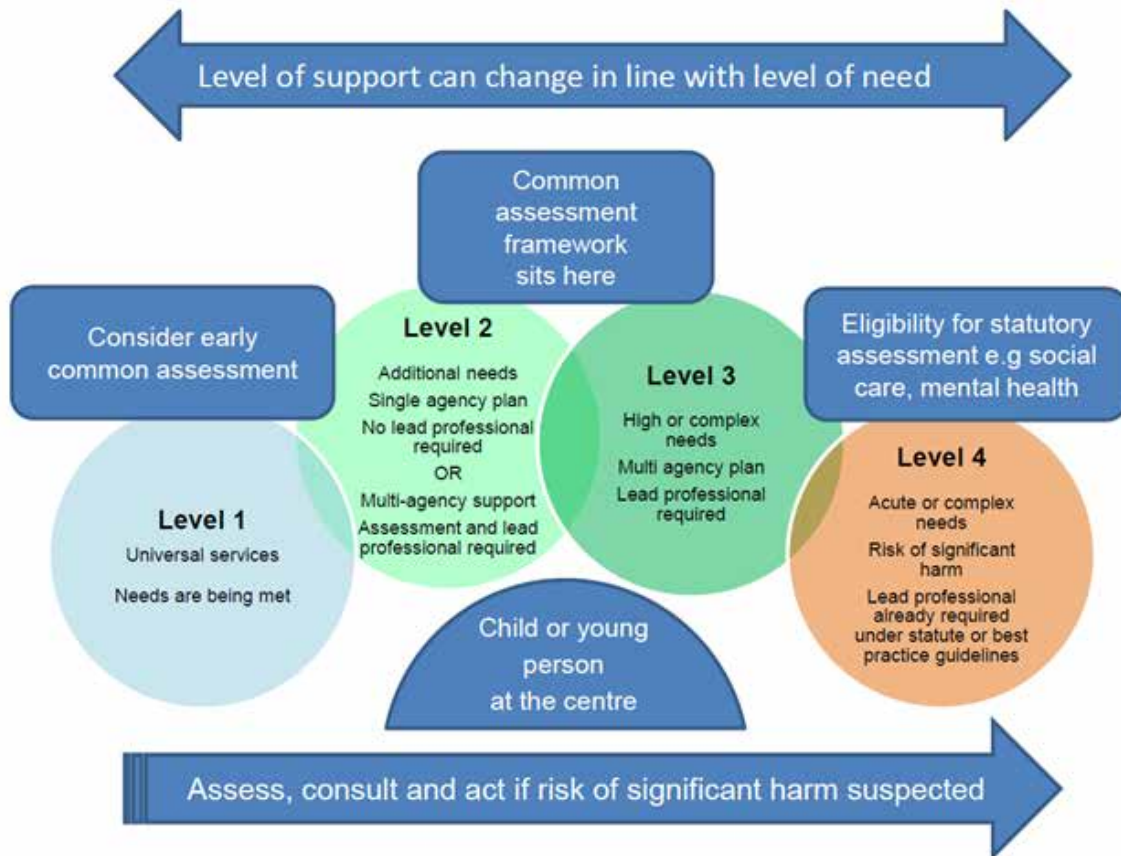 Level of support can change in line with level of need
Common
assessment
framework
sits here
Consider early
common assessment
Level 2
Additional needs
Single agency plan
No lead professional
required
OR
Multi-agency support
Assessment and lead
professional required
Level 3
High or complex
needs
Multi agency plan
Lead professional
required
Eligibility for statutory
assessment e.g social
care, mental health
Level 1
Universal services
Needs are being met
Level 4
Acute or complex
needs
Risk of significant
harm
Lead professional
already required
under statute or best
practice guidelines
Child or young
person
at the centre
Assess, consult and act if risk of significant harm suspected